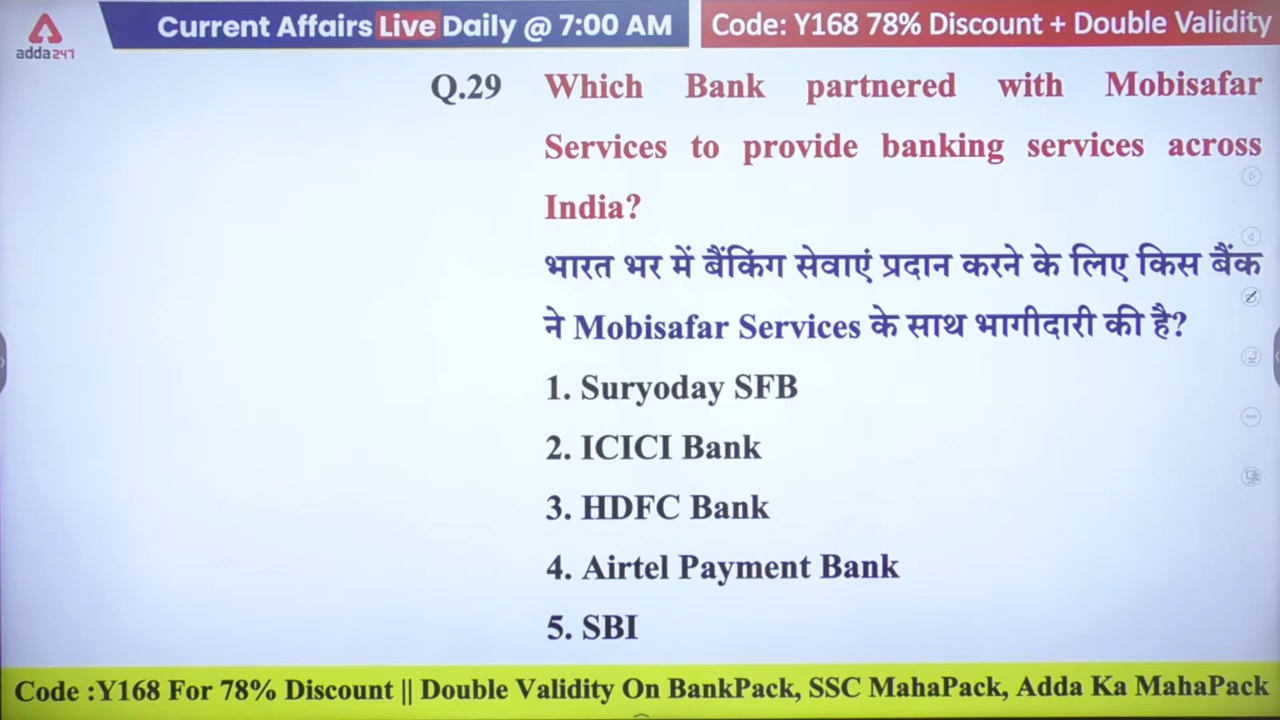 adda247
Current Affairs Live Daily @ 7:00 AM
Code: Y168 78% Discount + Double Validity
Q.29 Which Bank partnered with Mobisafar
Services to provide banking services across
India?
भारत भर में बैंकिंग सेवाएं प्रदान करने के लिए किस बैंक
ने Mobisafar Services के साथ भागीदारी की है?
1. Suryoday SFB
2. ICICI Bank
3. HDFC Bank
4. Airtel Payment Bank
5. SBI
Code :Y168 For 78% Discount || Double Validity On BankPack, SSC MahaPack, Adda Ka MahaPack